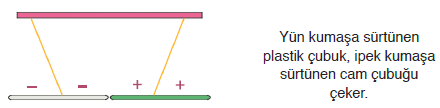 Yün kumaşa sürtünen
plastik çubuk, ipek kumaşa
sürtünen cam çubuğu
çeker.
− − + +